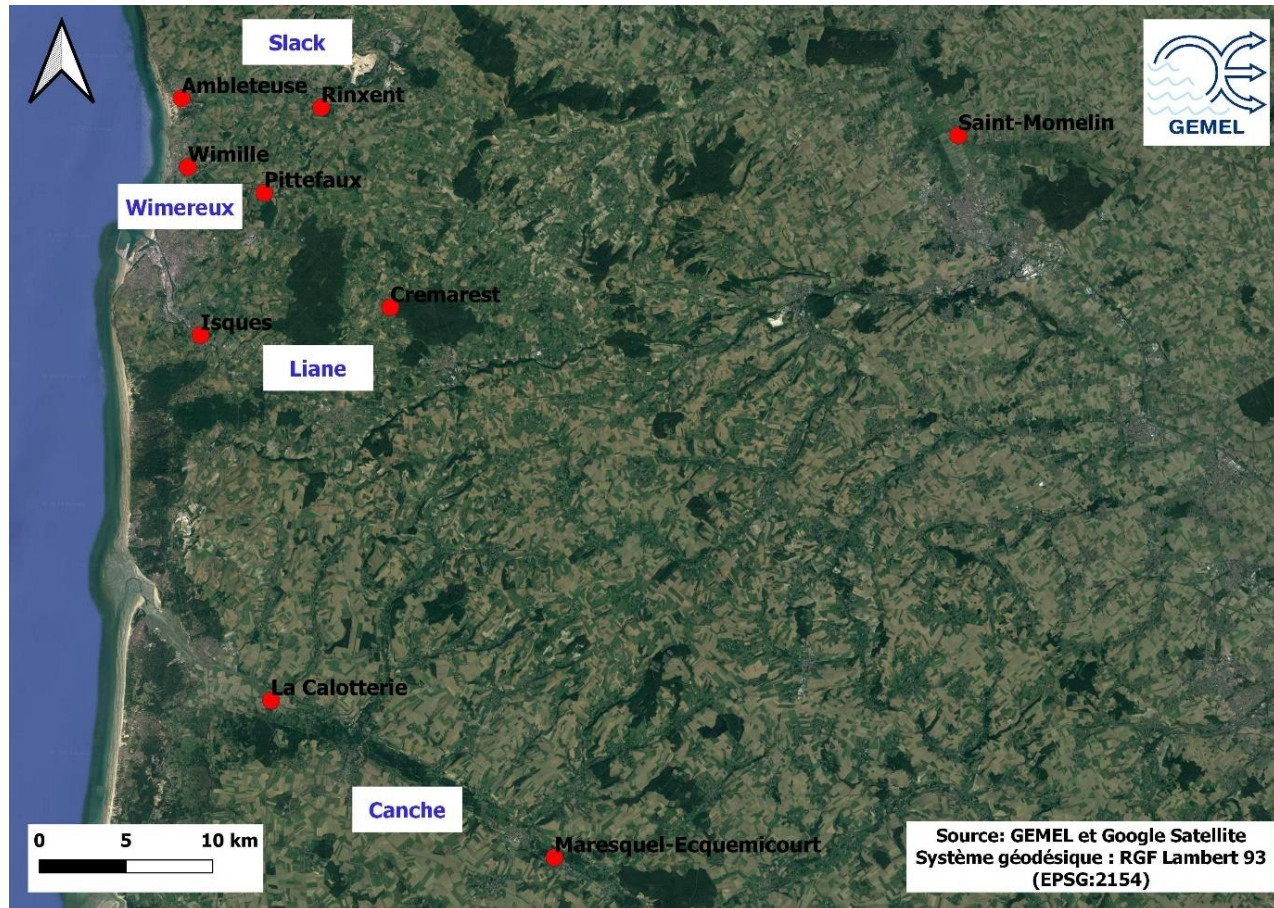 Slack
Ambleteuse
Rinxent
GEMEL
Saint-Momelin
Wimille
Pittefaux
Wimereux
Cremarest
Isques
Liane
La Calotterie
Canche
Maresquel-Ecquemicourt
0 5 10 km
Source: GEMEL et Google Satellite
Système géodésique : RGF Lambert 93
(EPSG:2154)